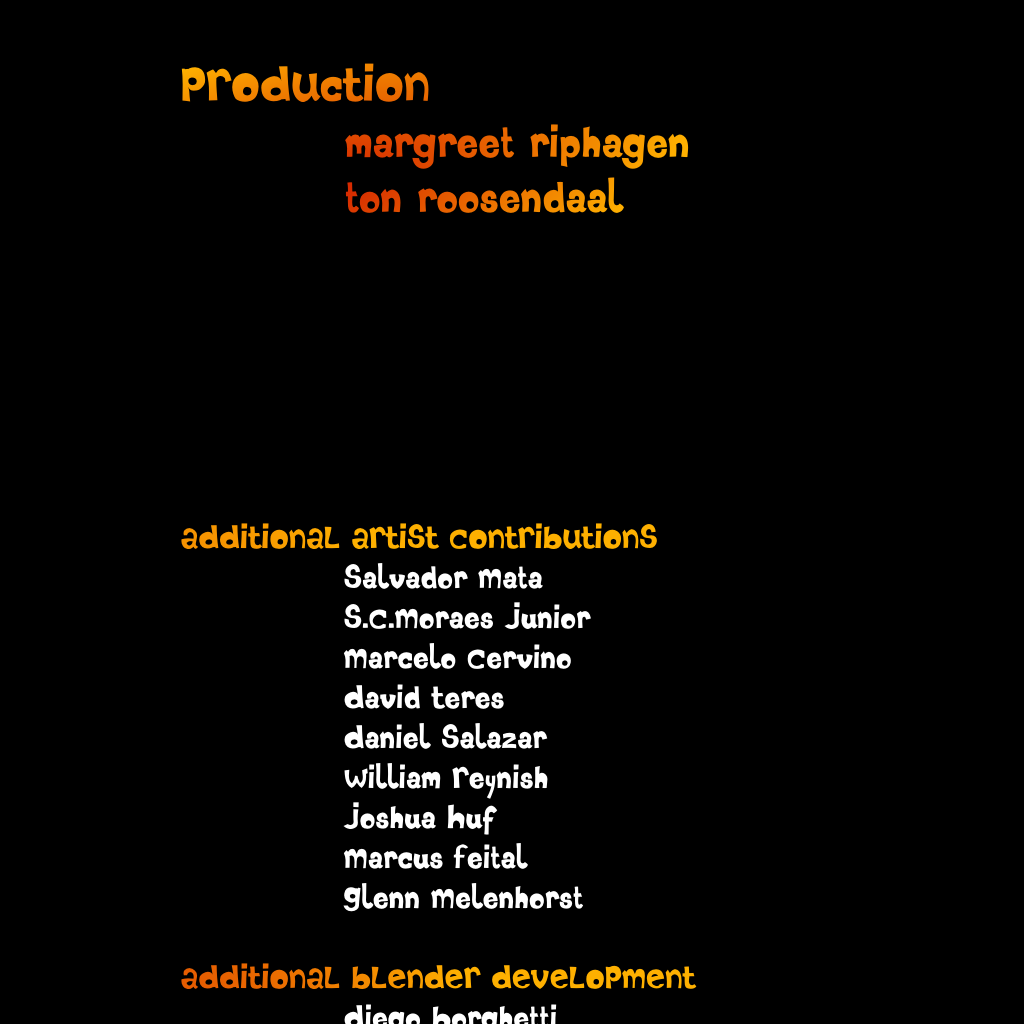 Production
margreet riphagen
ton roosendaal
additional artist contributions
Salvador Mata
S.C.Moraes Junior
Marcelo Cervino
david teres
daniel Salazar
William Reynish
Joshua Huf
Marcus Feital
glenn Melenhorst
additional blender development
diego borghetti